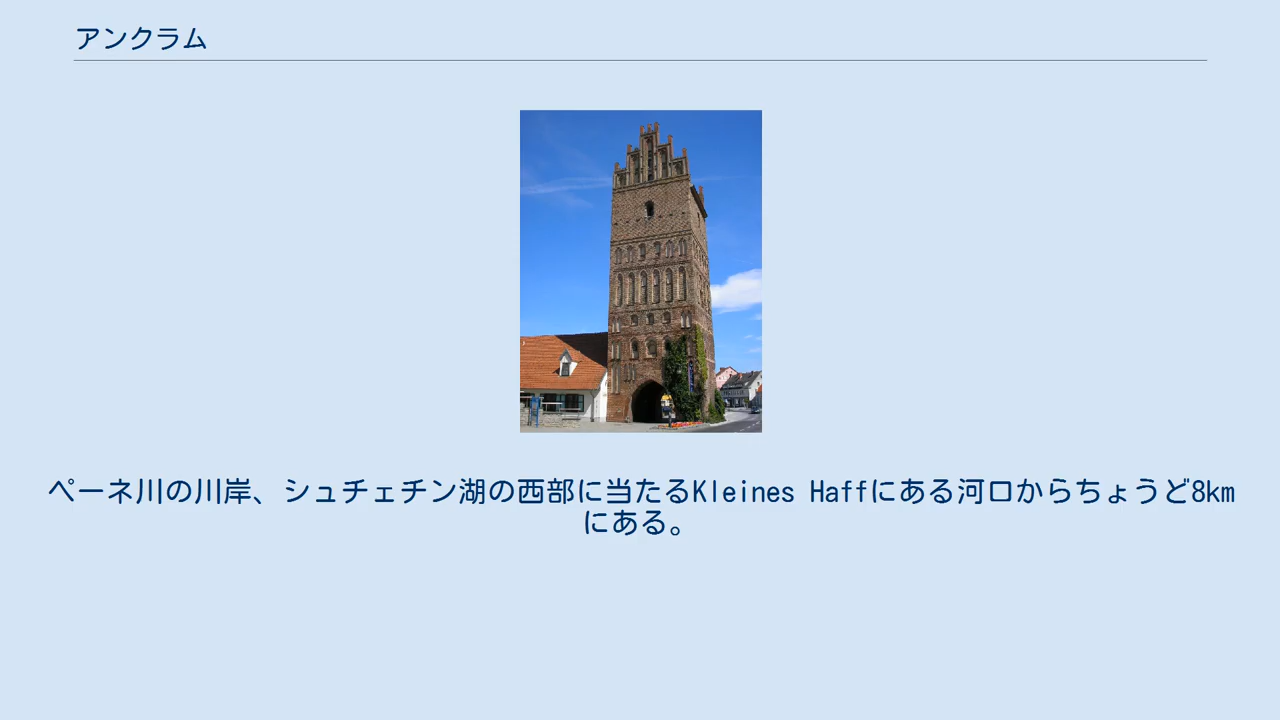 アンクラム
ペーネ川の川岸、シュチェチン湖の西部に当たるKleines Haffにある河口からちょうど8km
にある。